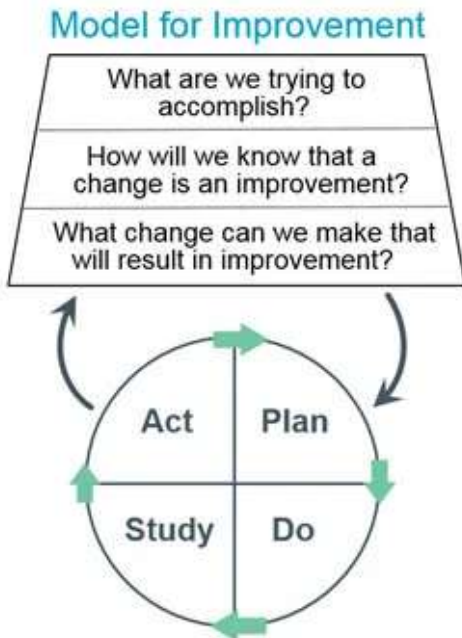 Model for Improvement
What are we trying to
accomplish?
How will we know that a
change is an improvement?
What change can we make that
will result in improvement?
Act
Plan
Study
Do